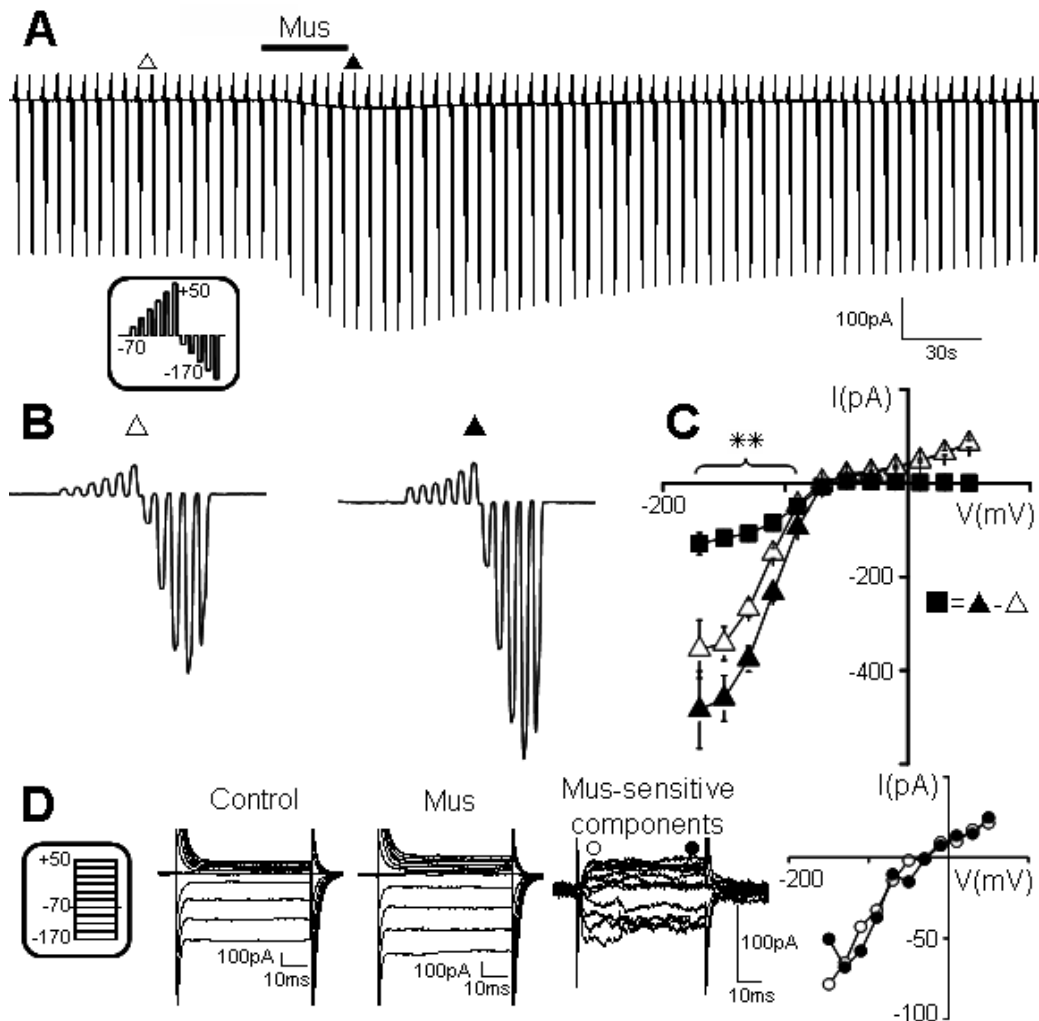 A
Mus
△
▲
+50
-70
-170
100pA
30s
B
△
▲
C
I(pA)
**
-200
V(mV)
-200
-400
■=▲-△
D
+50
-70
-170
Control
100pA
10ms
Mus
100pA
10ms
Mus-sensitive
components
○
●
100pA
10ms
I(pA)
-200
V(mV)
-50
-100